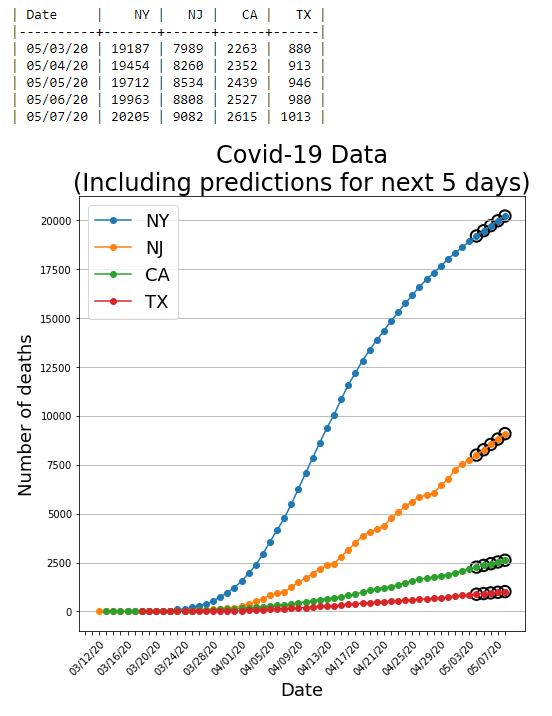 | Date     |    NY |   NJ |   CA |   TX |
|----------+-------+------+------+------|
| 05/03/20 | 19187 | 7989 | 2263 |  880 |
| 05/04/20 | 19454 | 8260 | 2352 |  913 |
| 05/05/20 | 19712 | 8534 | 2439 |  946 |
| 05/06/20 | 19963 | 8808 | 2527 |  980 |
| 05/07/20 | 20205 | 9082 | 2615 | 1013 |
Covid-19 Data
(Including predictions for next 5 days)
NY
NJ
CA
TX
Number of deaths
20000
17500
15000
12500
10000
7500
5000
2500
0
03/12/20
03/16/20
03/20/20
03/24/20
03/28/20
04/01/20
04/05/20
04/09/20
04/13/20
04/17/20
04/21/20
04/25/20
04/29/20
05/03/20
05/07/20
Date